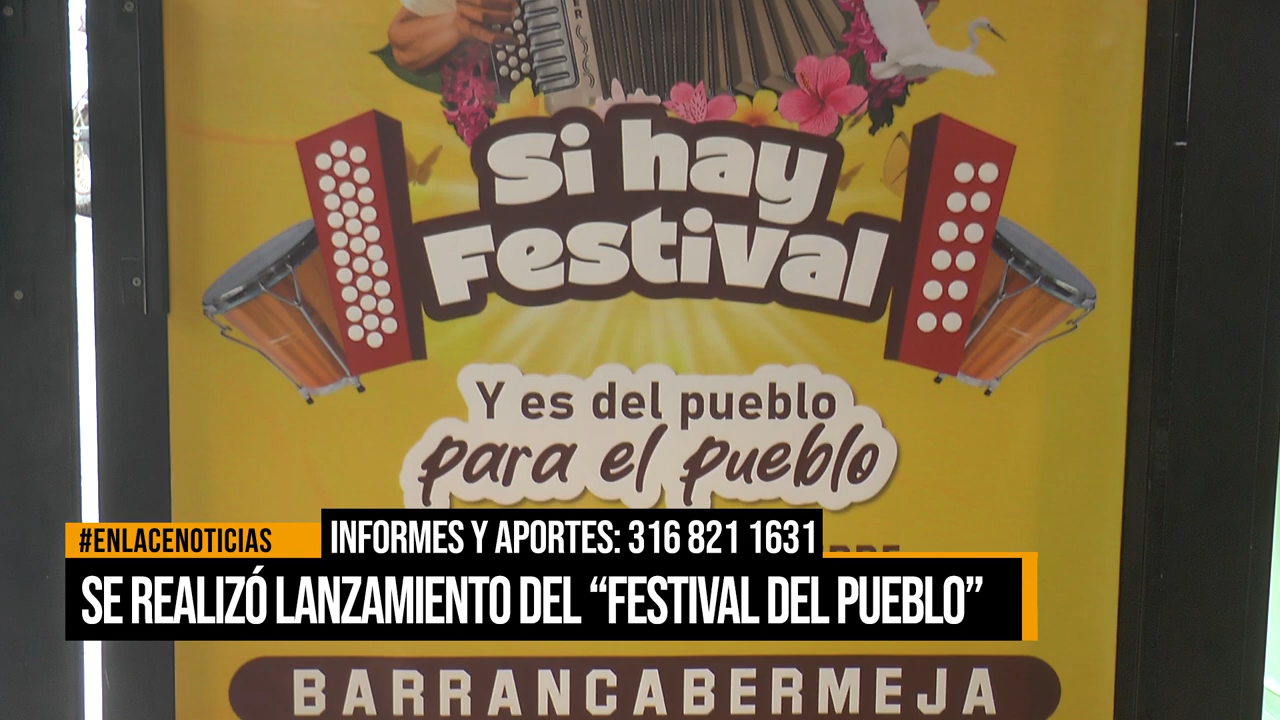 Si hay
Festival
Y es del pueblo
para el pueblo
#ENLACENOTICIAS
INFORMES Y APORTES: 316 821 1631
SE REALIZÓ LANZAMIENTO DEL “FESTIVAL DEL PUEBLO”
BARRANCABERMEJA